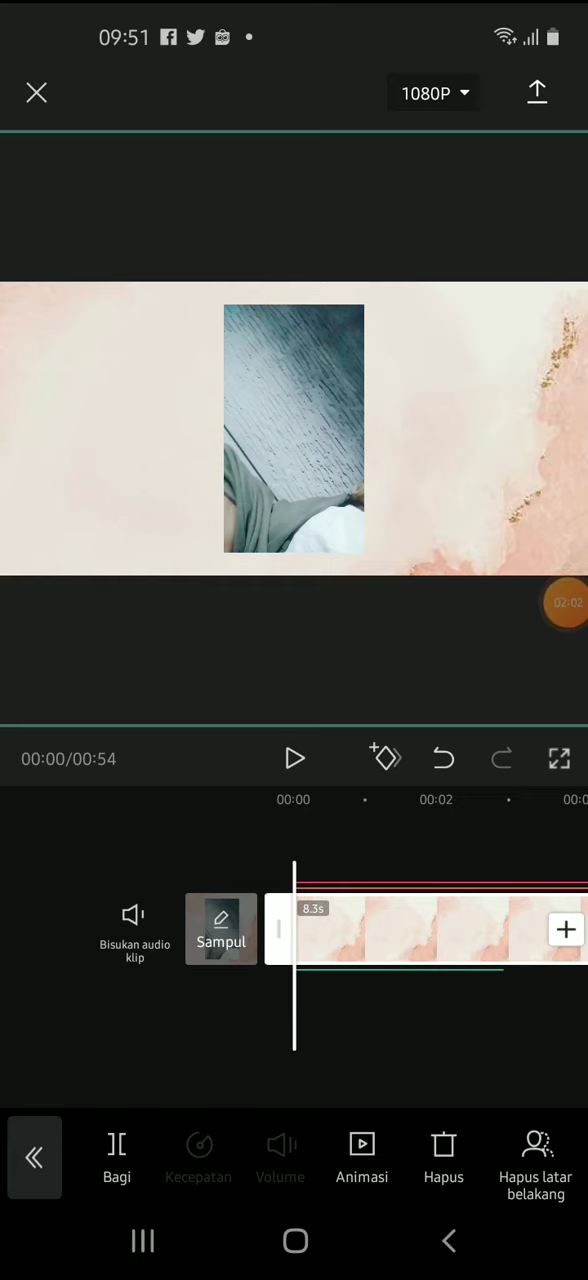 09:51
1080P
02:02
00:00/00:54
00:00
00:02
8.3s
Sampul
Bisukan audio
klip
Bagi
Kecepatan
Volume
Animasi
Hapus
Hapus latar
belakang